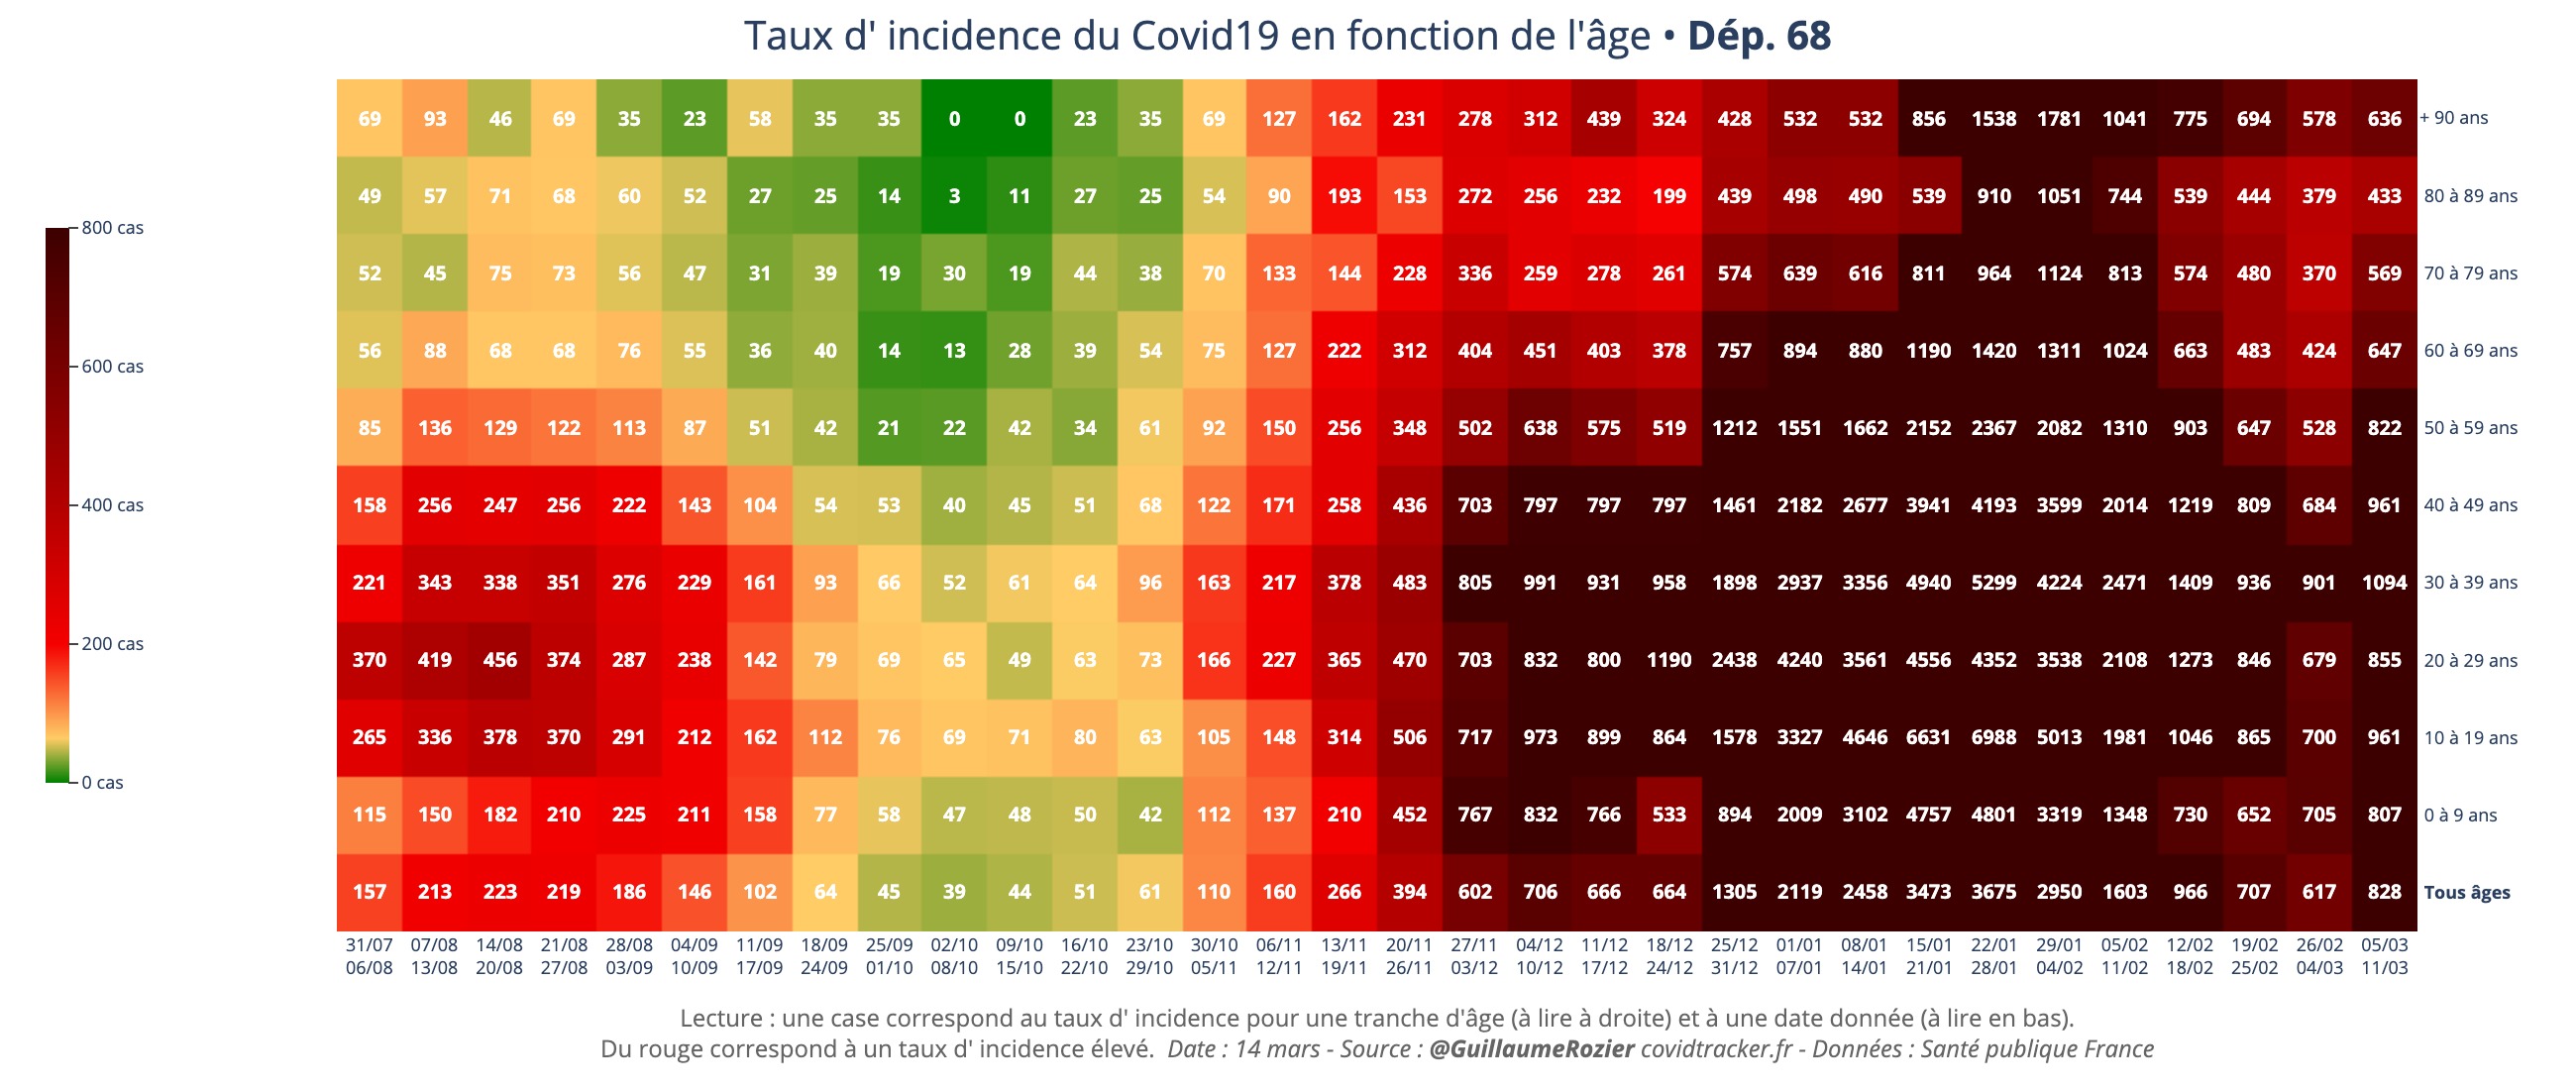 Taux d' incidence du Covid19 en fonction de l'âge • Dép. 68
800 cas
600 cas
400 cas
200 cas
0 cas
69 93 46 69 35 23 58 35 35 0 0 23 35 69 127 162 231 278 312 439 324 428 532 532 856 1538 1781 1041 775 694 578 636 + 90 ans
49 57 71 68 60 52 27 25 14 3 11 27 25 54 90 193 153 272 256 232 199 439 498 490 539 910 1051 744 539 444 379 433 80 à 89 ans
52 45 75 73 56 47 31 39 19 30 19 44 38 70 133 144 228 336 259 278 261 574 639 616 811 964 1124 813 574 480 370 569 70 à 79 ans
56 88 68 68 76 55 36 40 14 13 28 39 54 75 127 222 312 404 451 403 378 757 894 880 1190 1420 1311 1024 663 483 424 647 60 à 69 ans
85 136 129 122 113 87 51 42 21 22 42 34 61 92 150 256 348 502 638 575 519 1212 1551 1662 2152 2367 2082 1310 903 647 528 822 50 à 59 ans
158 256 247 256 222 143 104 54 53 40 45 51 68 122 171 258 436 703 797 797 797 1461 2182 2677 3941 4193 3599 2014 1219 809 684 961 40 à 49 ans
221 343 338 351 276 229 161 93 66 52 61 64 96 163 217 378 483 805 991 931 958 1898 2937 3356 4940 5299 4224 2471 1409 936 901 1094 30 à 39 ans
370 419 456 374 287 238 142 79 69 65 49 63 73 166 227 365 470 703 832 800 1190 2438 4240 3561 4556 4352 3538 2108 1273 846 679 855 20 à 29 ans
265 336 378 370 291 212 162 112 76 69 71 80 63 105 148 314 506 717 973 899 864 1578 3327 4646 6631 6988 5013 1981 1046 865 700 961 10 à 19 ans
115 150 182 210 225 211 158 77 58 47 48 50 42 112 137 210 452 767 832 766 533 894 2009 3102 4757 4801 3319 1348 730 652 705 807 0 à 9 ans
157 213 223 219 186 146 102 64 45 39 44 51 61 110 160 266 394 602 706 666 664 1305 2119 2458 3473 3675 2950 1603 966 707 617 828 Tous âges
31/07 07/08 14/08 21/08 28/08 04/09 11/09 18/09 25/09 02/10 09/10 16/10 23/10 30/10 06/11 13/11 20/11 27/11 04/12 11/12 18/12 25/12 01/01 08/01 15/01 22/01 29/01 05/02 12/02 19/02 26/02 05/03
06/08 13/08 20/08 27/08 03/09 10/09 17/09 24/09 01/10 08/10 15/10 22/10 29/10 05/11 12/11 19/11 26/11 03/12 10/12 17/12 24/12 31/12 07/01 14/01 21/01 28/01 04/02 11/02 18/02 25/02 04/03 11/03
Lecture : une case correspond au taux d' incidence pour une tranche d'âge (à lire à droite) et à une date donnée (à lire en bas).
Du rouge correspond à un taux d' incidence élevé. Date : 14 mars - Source : @GuillaumeRozier covidtracker.fr - Données : Santé publique France